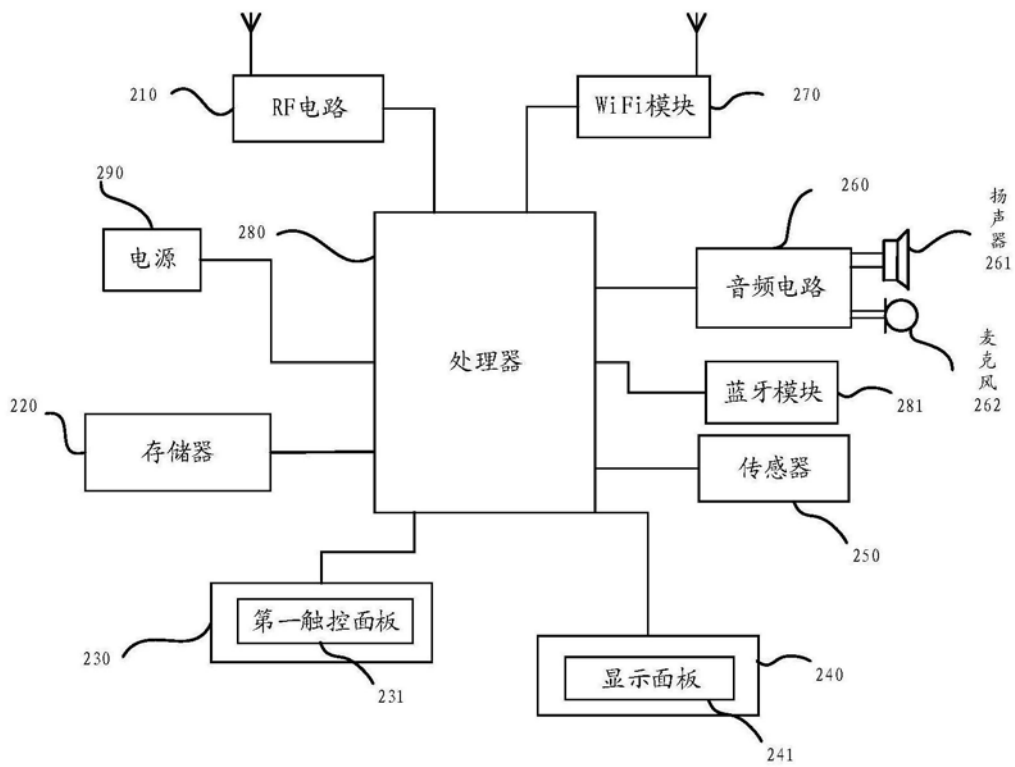 210
RF电路
WiFi模块
270
290
电源
280
260
音频电路
扬声器
261
处理器
麦克风
262
蓝牙模块
281
220
存储器
传感器
250
第一触控面板
230
231
显示面板
240
241